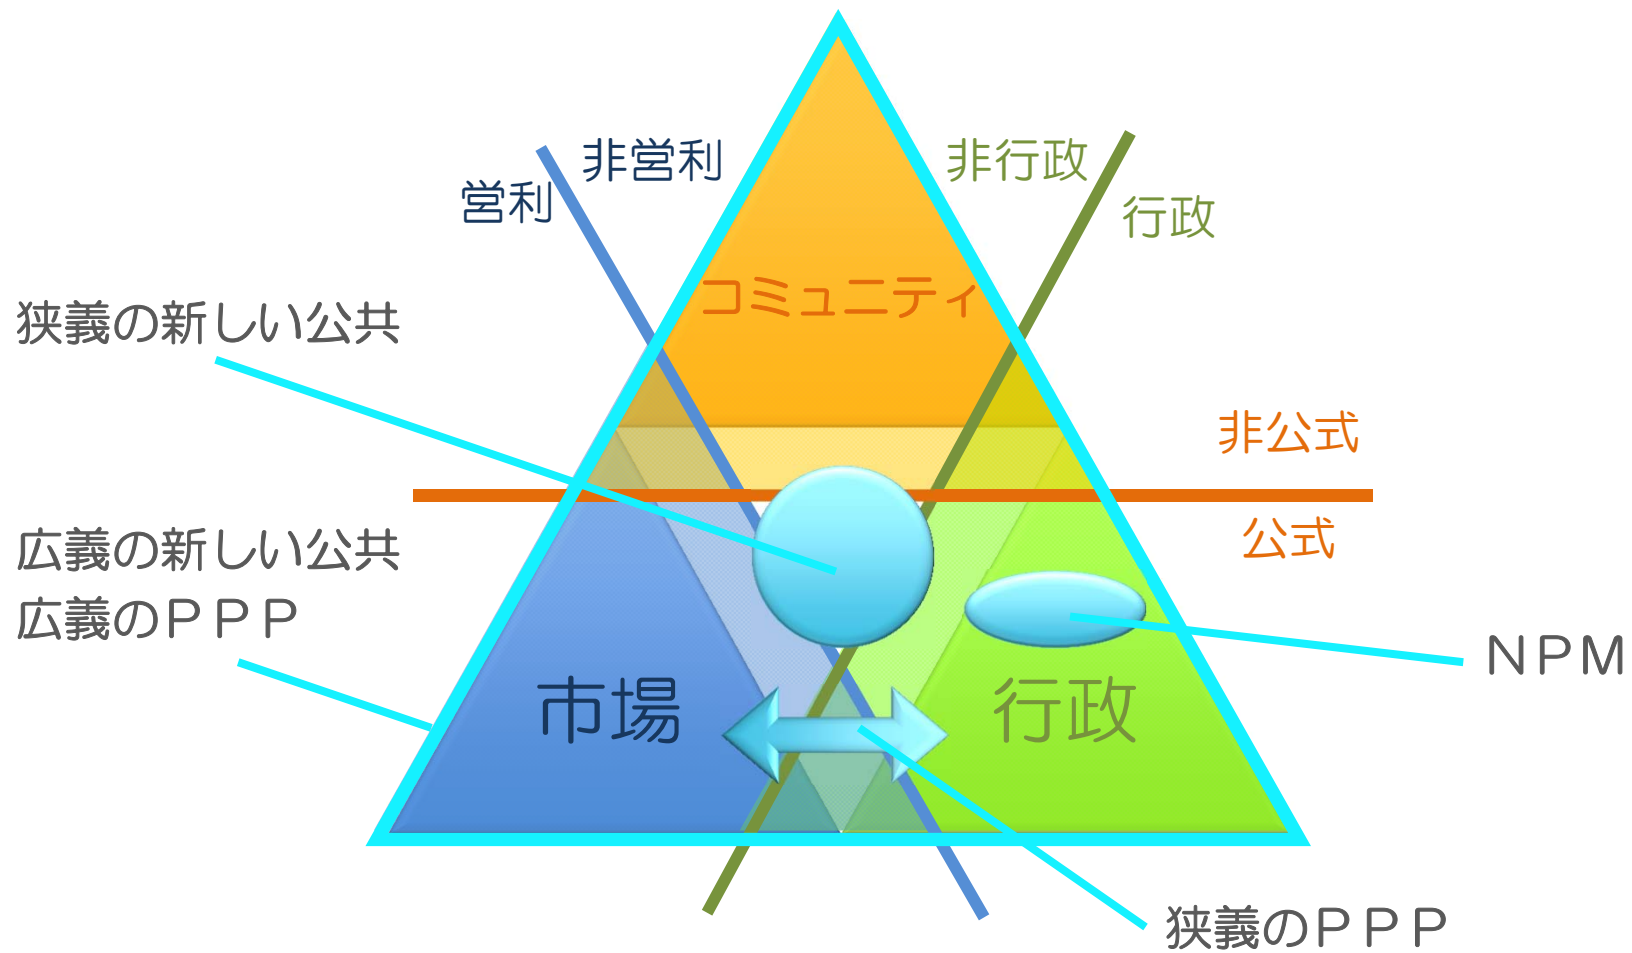 非営利
営利
非行政
行政
コミュニティ
狭義の新しい公共
非公式
公式
広義の新しい公共
広義のＰＰＰ
ＮＰＭ
市場
行政
狭義のＰＰＰ